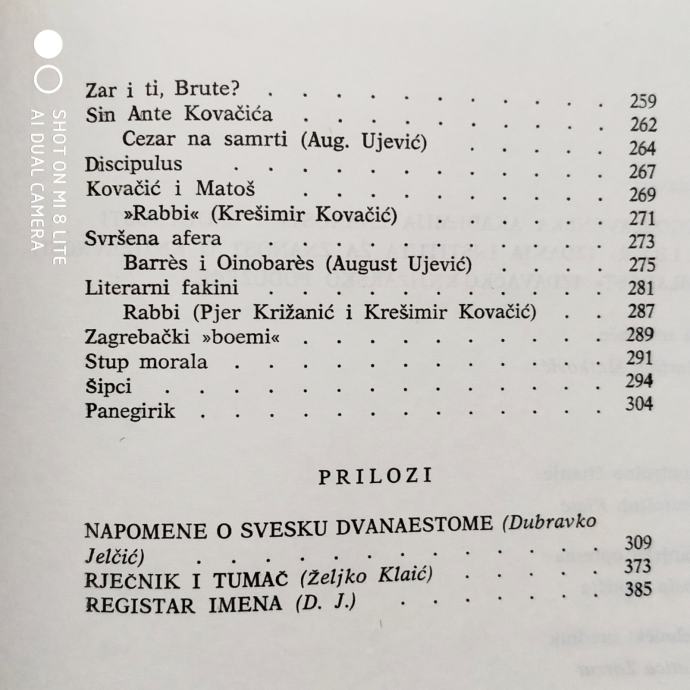 Zar i ti, Brute? . . . . . . . . . . 259
Sin Ante Kovačića . . . . . . . . . 262
Cezar na samrti (Aug. Ujević) . . . . . 264
Discipulus . . . . . . . . . . . 267
Kovačić i Matoš . . . . . . . . . 269
»Rabbi« (Krešimir Kovačić) . . . . . . 271
Svršena afera . . . . . . . . . . 273
Barrès i Oinobarès (August Ujević) . . . . 275
Literarni fakini . . . . . . . . . . 281
Rabbi (Pjer Križanić i Krešimir Kovačić) . . 287
Zagrebački »boemi« . . . . . . . . . 289
Stup morala . . . . . . . . . . . 291
Šipci . . . . . . . . . . . . . 294
Panegirik . . . . . . . . . . . . 304
PRILOZI
NAPOMENE O SVESKU DVANAESTOME (Dubravko
Jelčić) . . . . . . . . . . . . 309
RJEČNIK I TUMAČ (Željko Klaić) . . . . . 373
REGISTAR IMENA (D. J.) . . . . . . 385
SHOT ON MI 8 LITE
AI DUAL CAMERA